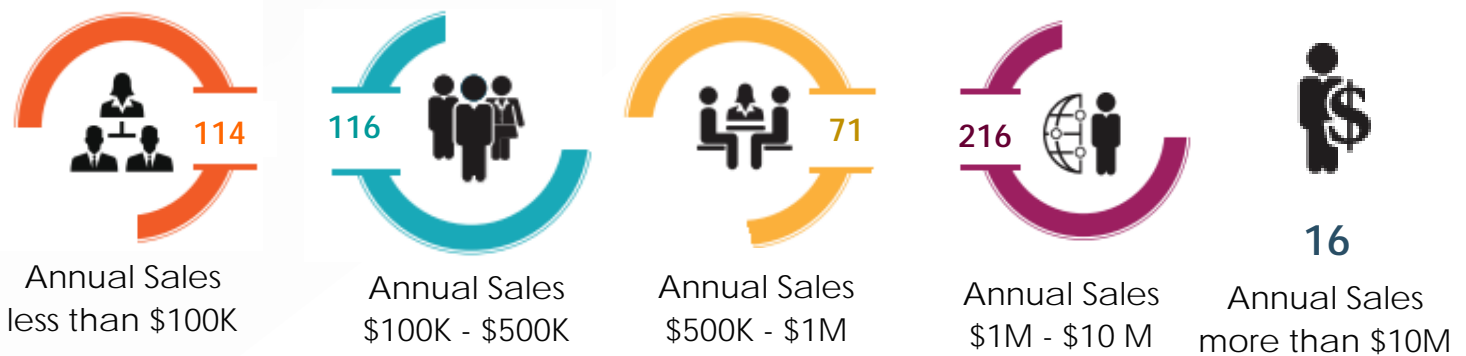 114
Annual Sales
less than $100K
116
Annual Sales
$100K - $500K
71
Annual Sales
$500K - $1M
216
Annual Sales
$1M - $10 M
$
16
Annual Sales
more than $10M